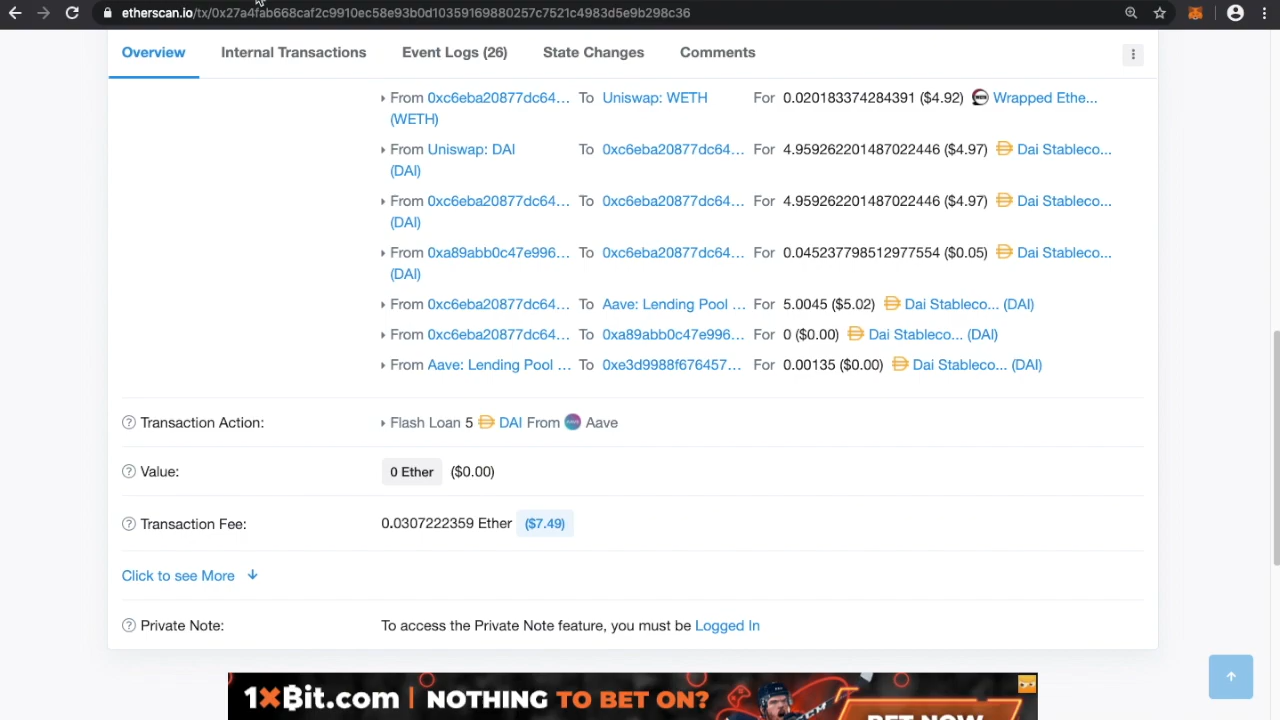 etherscan.io/tx/0x27a4fab668caf2c9910ec58e93b0d10359169880257c7521c4983d5e9b298c36
Overview Internal Transactions Event Logs (26) State Changes Comments
From 0xc6eba20877dc64... To Uniswap: WETH For 0.020183374284391 ($4.92) Wrapped Ethe...
(WETH)
From Uniswap: DAI To 0xc6eba20877dc64... For 4.959262201487022446 ($4.97) Dai Stableco...
(DAI)
From 0xc6eba20877dc64... To 0xc6eba20877dc64... For 4.959262201487022446 ($4.97) Dai Stableco...
(DAI)
From 0xa89abb0c47e996... To 0xc6eba20877dc64... For 0.045237798512977554 ($0.05) Dai Stableco...
(DAI)
From 0xc6eba20877dc64... To Aave: Lending Pool ... For 5.0045 ($5.02) Dai Stableco... (DAI)
From 0xc6eba20877dc64... To 0xa89abb0c47e996... For 0 ($0.00) Dai Stableco... (DAI)
From Aave: Lending Pool ... To 0xe3d9988f676457... For 0.00135 ($0.00) Dai Stableco... (DAI)
Transaction Action: Flash Loan 5 DAI From Aave
Value: 0 Ether ($0.00)
Transaction Fee: 0.0307222359 Ether ($7.49)
Click to see More
Private Note: To access the Private Note feature, you must be Logged In
1xBit.com | NOTHING TO BET ON?
BET NOW